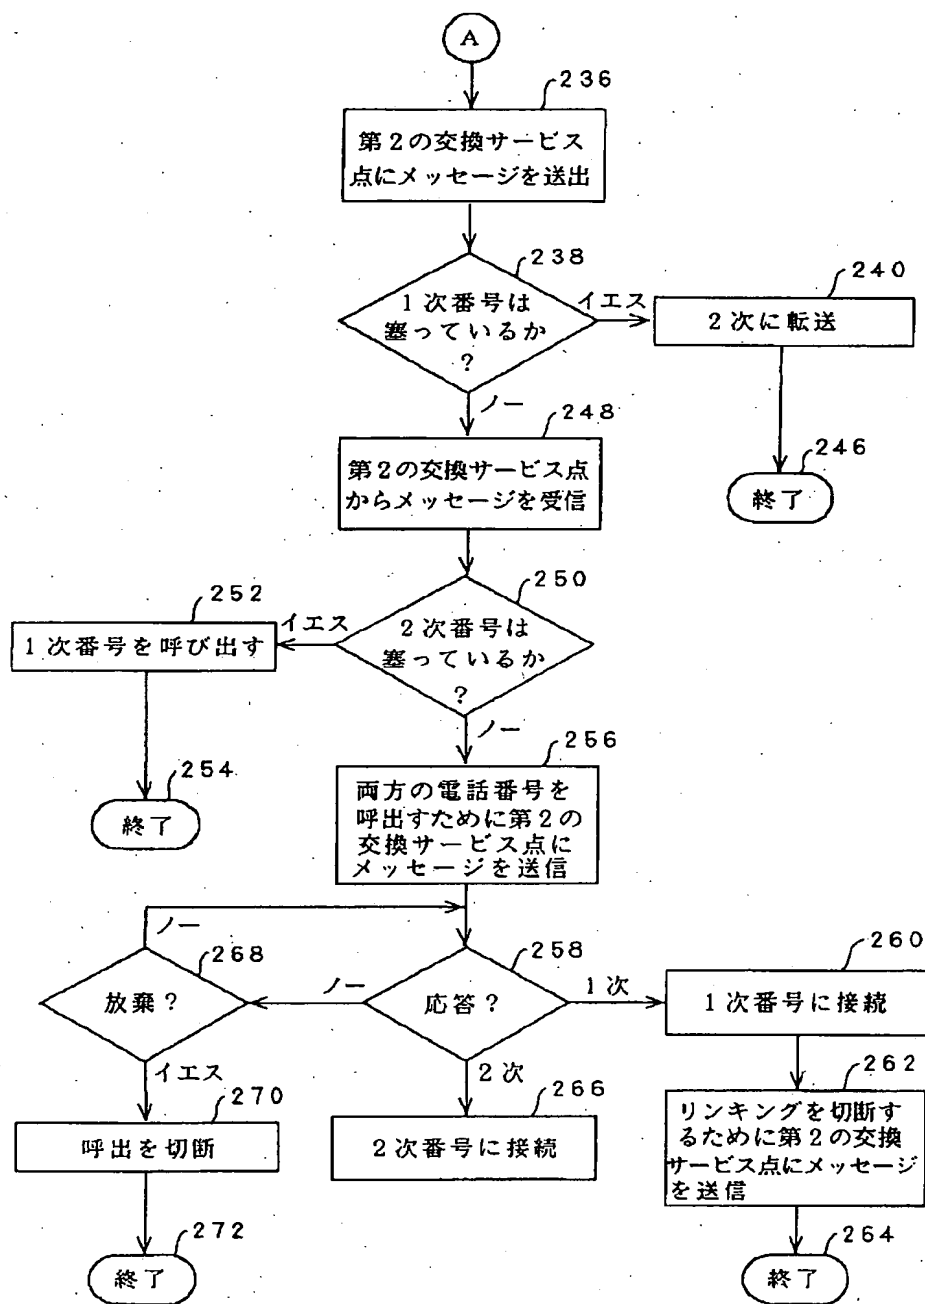 A
236
第2の交換サービス
点にメッセージを送出
238
1次番号は
塞っているか
?
イエス
240
2次に転送
246
終了
ノー
248
第2の交換サービス点
からメッセージを受信
250
2次番号は
塞っているか
?
イエス
252
1次番号を呼び出す
254
終了
ノー
256
両方の電話番号を
呼出すために第2の
交換サービス点に
メッセージを送信
258
応答?
ノー
268
放棄?
ノー
イエス
270
呼出を切断
272
終了
2次
266
2次番号に接続
1次
260
1次番号に接続
262
リンキングを切断す
るために第2の交換
サービス点にメッセージ
を送信
264
終了